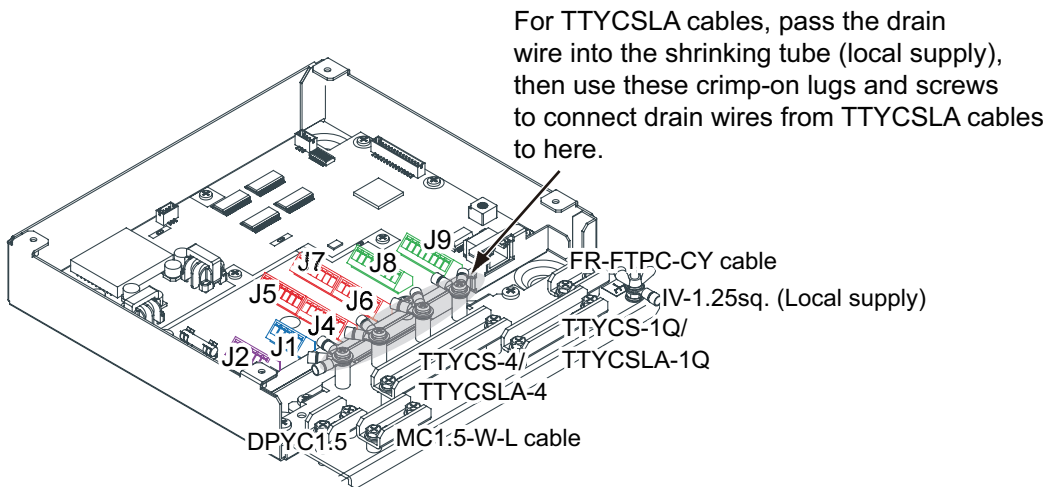 For TTYCSLA cables, pass the drain
wire into the shrinking tube (local supply),
then use these crimp-on lugs and screws
to connect drain wires from TTYCSLA cables
to here.
J9
J8
J7
FR-FTPC-CY cable
J6
J5
IV-1.25sq. (Local supply)
J4
TTYCS-1Q/
TTYCSLA-1Q
J1
J2
TTYCS-4/
TTYCSLA-4
DPYC1.5
MC1.5-W-L cable